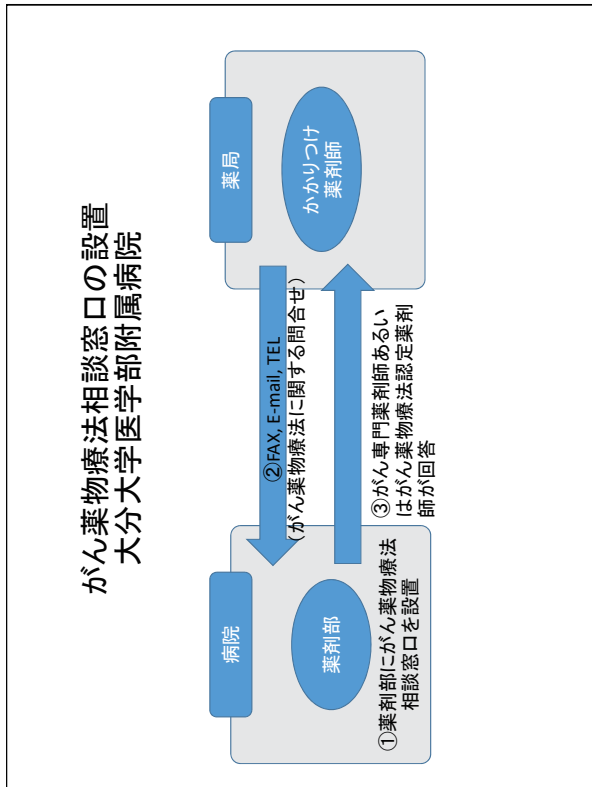 がん薬物療法相談窓口の設置
大分大学医学部附属病院
病院
薬剤部
①薬剤部にがん薬物療法
相談窓口を設置
②FAX, E-mail, TEL
(がん薬物療法に関する問合せ)
③がん専門薬剤師あるい
はがん薬物療法認定薬剤
師が回答
薬局
かかりつけ
薬剤師